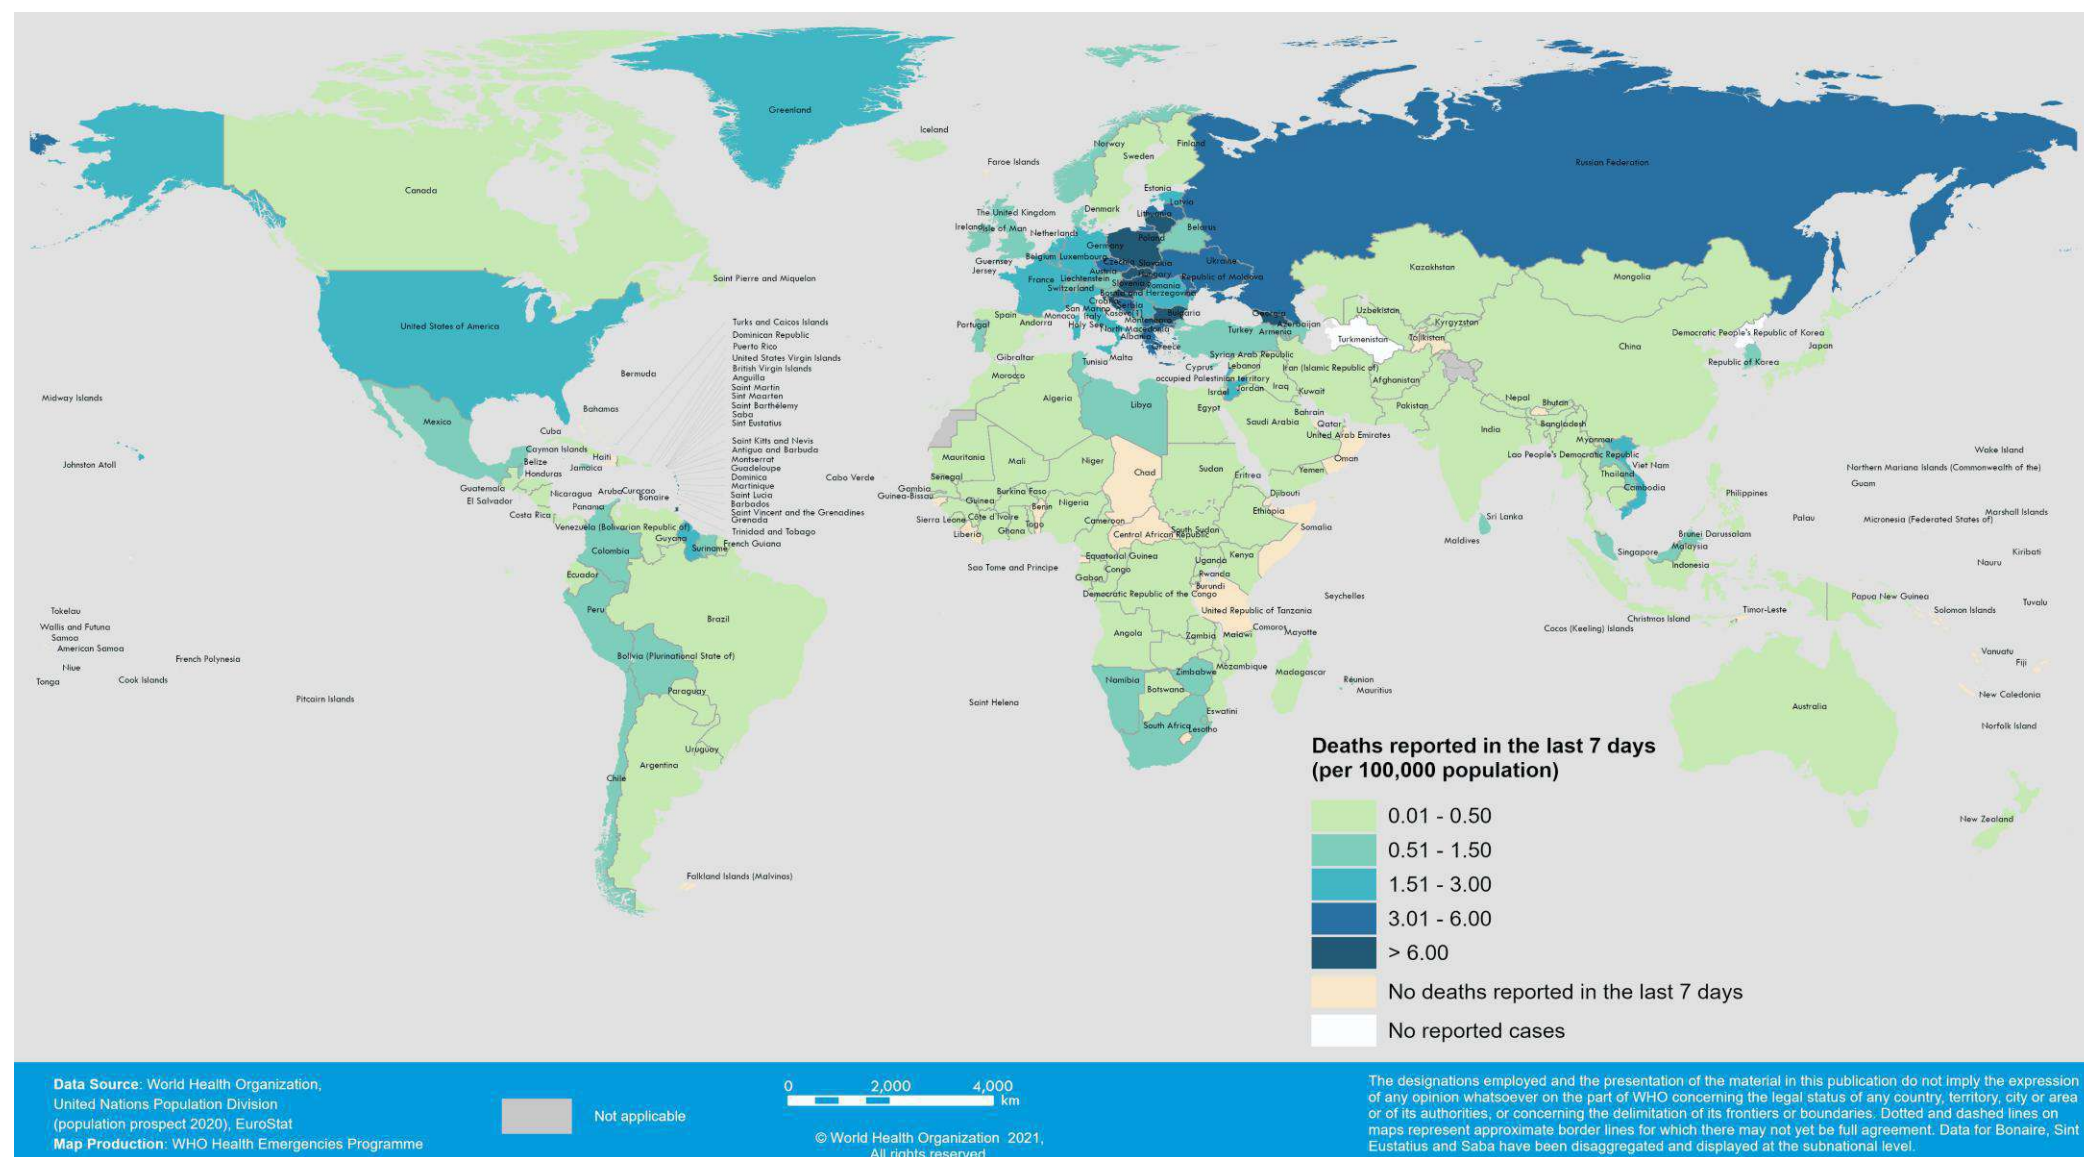 Greenland
Iceland
Faroe Islands
Norway
Sweden
Finland
Russian Federation
Canada
Estonia
Latvia
Lithuania
Denmark
The United Kingdom
Ireland
Isle of Man
Netherlands
Belarus
Poland
Germany
Guernsey
Jersey
Belgium
Luxembourg
Czechia
Slovakia
Ukraine
Austria
Hungary
Republic of Moldova
France
Liechtenstein
Switzerland
Slovenia
Romania
Bosnia and Herzegovina
Croatia
Serbia
San Marino
Monaco
Italy
Kosovo[1]
Bulgaria
Montenegro
Holy See
North Macedonia
Albania
Greece
Spain
Andorra
Portugal
Gibraltar
Malta
Tunisia
Georgia
Azerbaijan
Turkey
Armenia
Kazakhstan
Mongolia
Uzbekistan
Kyrgyzstan
Turkmenistan
Tajikistan
China
Democratic People's Republic of Korea
Japan
Republic of Korea
Saint Pierre and Miquelon
United States of America
Turks and Caicos Islands
Dominican Republic
Puerto Rico
United States Virgin Islands
British Virgin Islands
Anguilla
Saint Martin
Sint Maarten
Saint Barthélemy
Saba
Sint Eustatius
Saint Kitts and Nevis
Antigua and Barbuda
Montserrat
Guadeloupe
Dominica
Martinique
Saint Lucia
Barbados
Saint Vincent and the Grenadines
Grenada
Trinidad and Tobago
French Guiana
Bermuda
Bahamas
Midway Islands
Johnston Atoll
Mexico
Cuba
Cayman Islands
Haiti
Belize
Jamaica
Honduras
Guatemala
El Salvador
Nicaragua
Aruba
Curaçao
Bonaire
Panama
Costa Rica
Venezuela (Bolivarian Republic of)
Guyana
Suriname
Colombia
Ecuador
Peru
Brazil
Bolivia (Plurinational State of)
Paraguay
Uruguay
Argentina
Chile
Falkland Islands (Malvinas)
Tokelau
Wallis and Futuna
Samoa
American Samoa
Niue
Tonga
Cook Islands
French Polynesia
Pitcairn Islands
Cyprus
Syrian Arab Republic
Lebanon
occupied Palestinian territory
Israel
Jordan
Iraq
Iran (Islamic Republic of)
Kuwait
Afghanistan
Pakistan
Nepal
Bhutan
Bangladesh
India
Myanmar
Morocco
Algeria
Libya
Egypt
Saudi Arabia
Bahrain
Qatar
United Arab Emirates
Oman
Yemen
Mauritania
Mali
Niger
Chad
Sudan
Eritrea
Djibouti
Cabo Verde
Senegal
Gambia
Guinea-Bissau
Guinea
Burkina Faso
Benin
Nigeria
Sierra Leone
Côte d'Ivoire
Togo
Ghana
Liberia
Cameroon
Central African Republic
South Sudan
Ethiopia
Somalia
Sao Tome and Principe
Equatorial Guinea
Gabon
Congo
Uganda
Kenya
Rwanda
Burundi
Democratic Republic of the Congo
United Republic of Tanzania
Seychelles
Angola
Zambia
Malawi
Comoros
Mayotte
Mozambique
Madagascar
Zimbabwe
Namibia
Botswana
Réunion
Mauritius
Saint Helena
Eswatini
South Africa
Lesotho
Lao People's Democratic Republic
Viet Nam
Thailand
Cambodia
Philippines
Sri Lanka
Maldives
Brunei Darussalam
Malaysia
Singapore
Indonesia
Palau
Wake Island
Northern Mariana Islands (Commonwealth of the)
Guam
Marshall Islands
Micronesia (Federated States of)
Kiribati
Nauru
Papua New Guinea
Solomon Islands
Tuvalu
Timor-Leste
Christmas Island
Cocos (Keeling) Islands
Vanuatu
Fiji
New Caledonia
Norfolk Island
Australia
New Zealand
Deaths reported in the last 7 days
(per 100,000 population)
0.01 - 0.50
0.51 - 1.50
1.51 - 3.00
3.01 - 6.00
> 6.00
No deaths reported in the last 7 days
No reported cases
Data Source: World Health Organization,
United Nations Population Division
(population prospect 2020), EuroStat
Map Production: WHO Health Emergencies Programme
Not applicable
0 2,000 4,000
km
© World Health Organization 2021,
All rights reserved
The designations employed and the presentation of the material in this publication do not imply the expression
of any opinion whatsoever on the part of WHO concerning the legal status of any country, territory, city or area
or of its authorities, or concerning the delimitation of its frontiers or boundaries. Dotted and dashed lines on
maps represent approximate border lines for which there may not yet be full agreement. Data for Bonaire, Sint
Eustatius and Saba have been disaggregated and displayed at the subnational level.